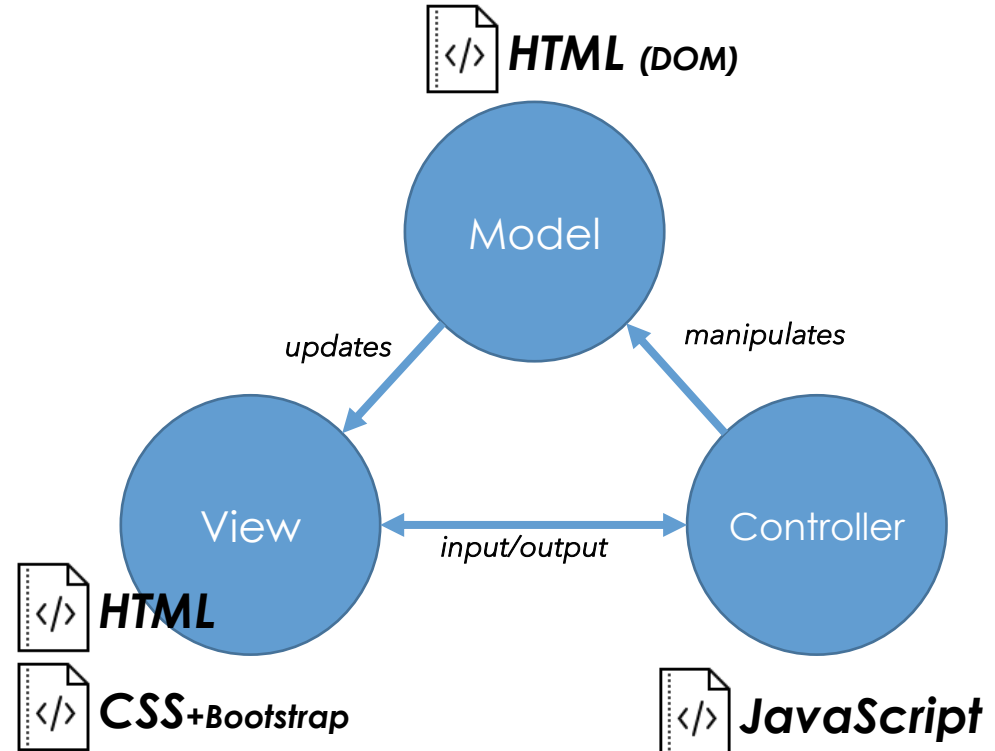 </> HTML (DOM)
Model
updates
manipulates
View
Controller
input/output
</> HTML
</> CSS+Bootstrap
</> JavaScript